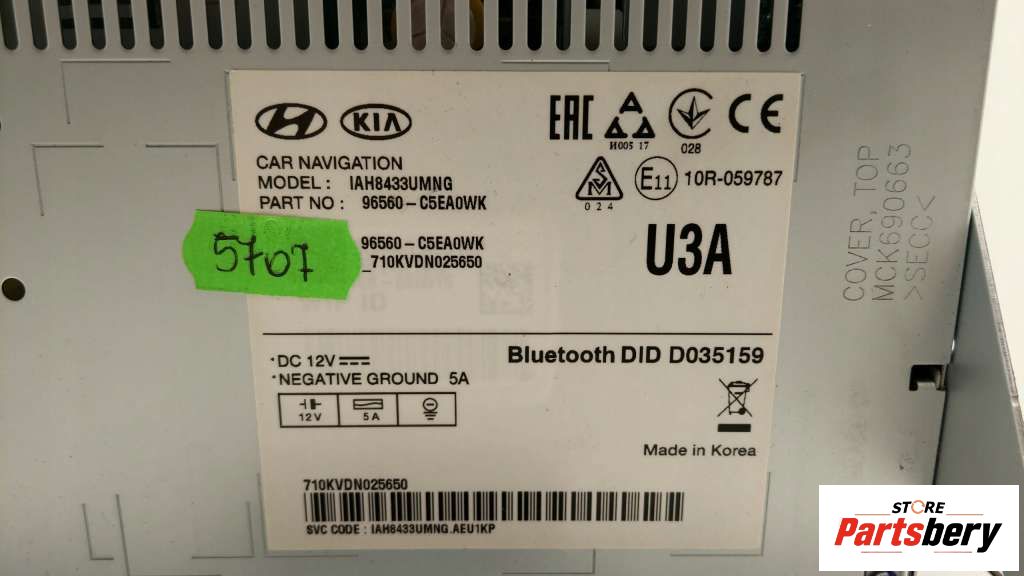 KIA
EAC
CE
И005 17
028
CAR NAVIGATION
MODEL : IAH8433UMNG
PART NO : 96560-C5EA0WK
SM
024
E11 10R-059787
5707
96560-C5EA0WK
_710KVDN025650
U3A
COVER, TOP
MCK690663
>SECC<
*DC 12V
*NEGATIVE GROUND 5A
Bluetooth DID D035159
12V 5A
Made in Korea
710KVDN025650
SVC CODE : IAH8433UMNG.AEU1KP
STORE
Partsbery